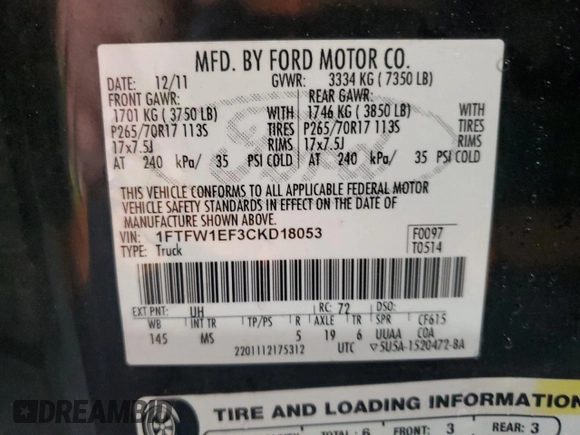 MFD. BY FORD MOTOR CO.
DATE: 12/11 GVWR: 3334 KG ( 7350 LB)
FRONT GAWR: REAR GAWR:
1701 KG ( 3750 LB) WITH 1746 KG ( 3850 LB) WITH
P265/70R17 113S TIRES P265/70R17 113S TIRES
17x7.5J RIMS 17x7.5J RIMS
AT 240 kPa/ 35 PSI COLD AT 240 kPa/ 35 PSI COLD
THIS VEHICLE CONFORMS TO ALL APPLICABLE FEDERAL MOTOR
VEHICLE SAFETY STANDARDS IN EFFECT ON THE DATE OF
MANUFACTURE SHOWN ABOVE.
VIN: 1FTFW1EF3CKD18053 F0097
TYPE: Truck T0514
EXT PNT: UH RC: 72 DSO:
WB INT TR TP/PS R AXLE TR SPR CF615
145 MS 5 19 6 UUAA COA
2201112175312 UTC 5U5A-1520472-BA
TIRE AND LOADING INFORMATION
TOTAL : 6 FRONT: 3 REAR: 3
DREAMBID